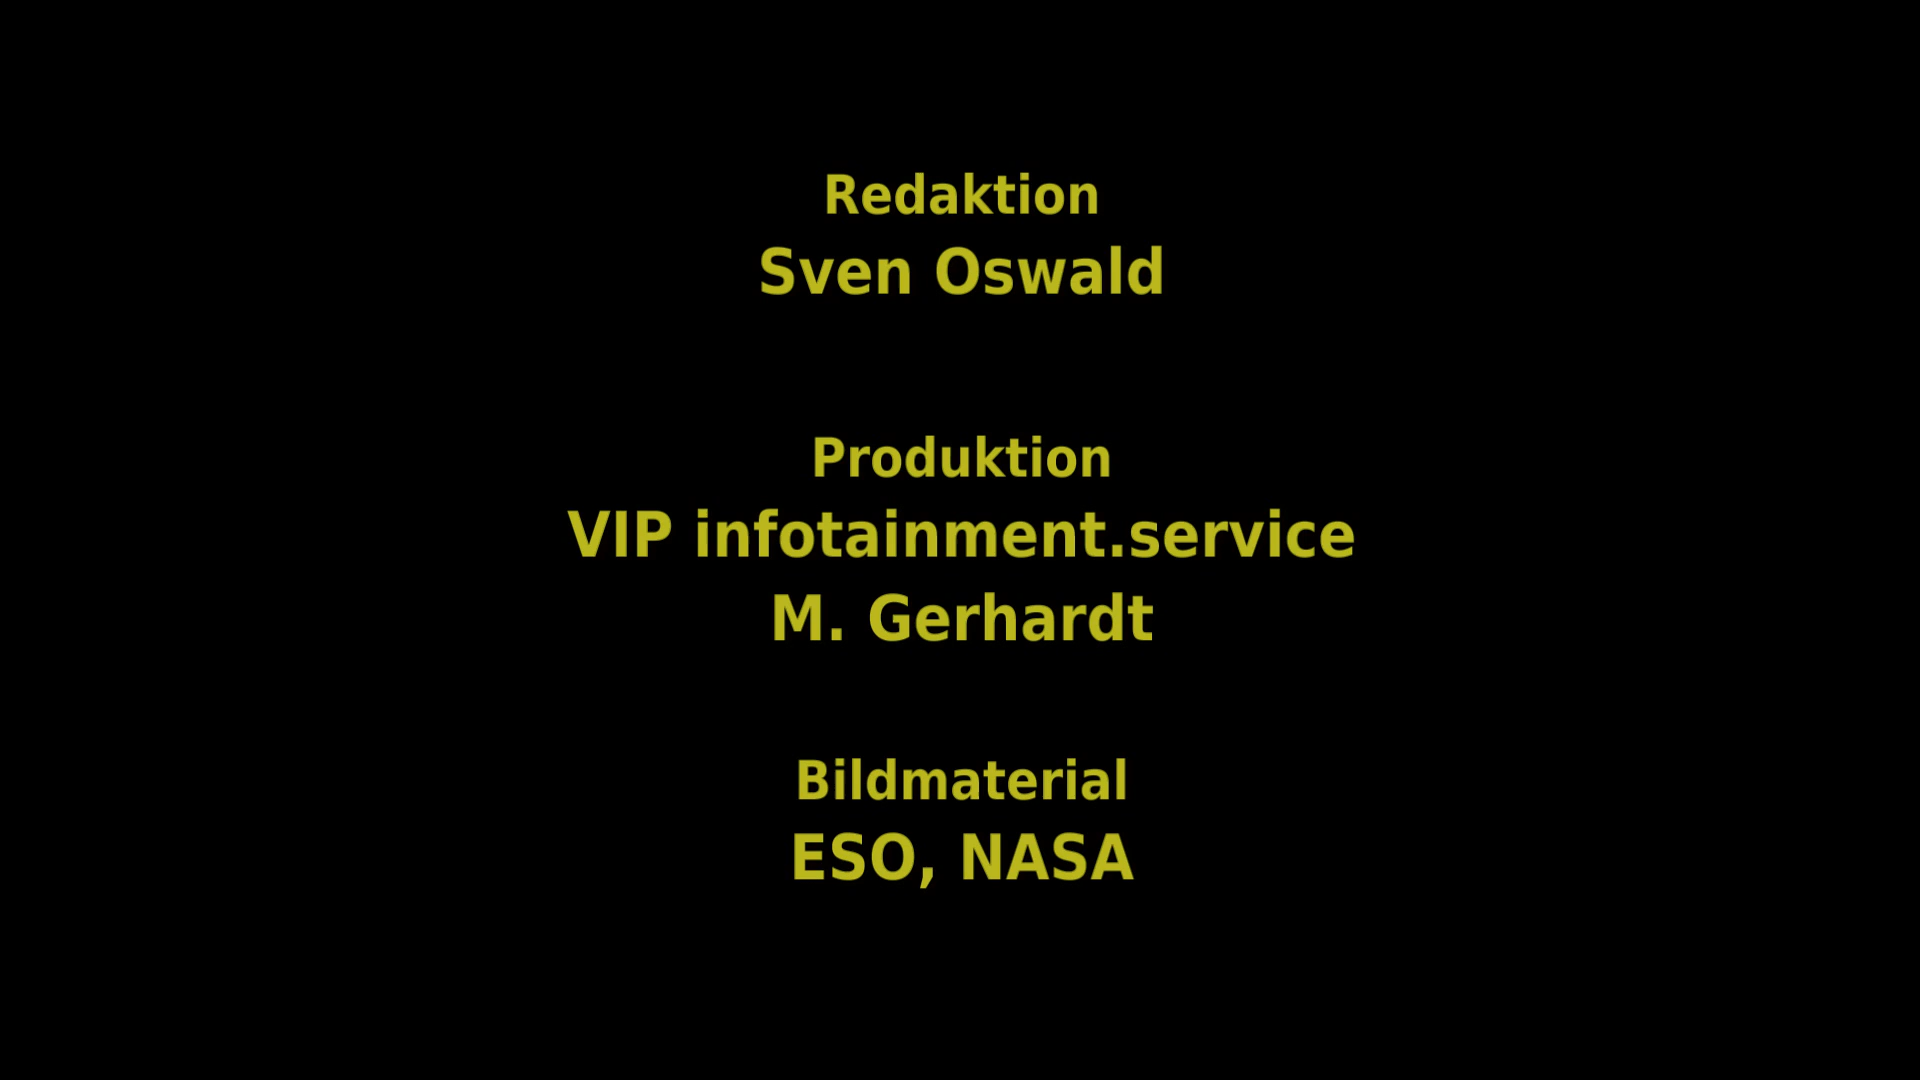 Redaktion
Sven Oswald
Produktion
VIP infotainment.service
M. Gerhardt
Bildmaterial
ESO, NASA